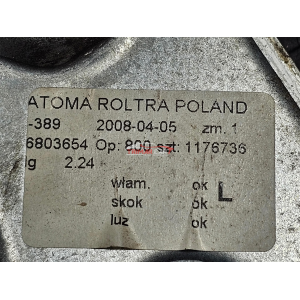 ATOMA ROLTRA POLAND
-389 2008-04-05 zm. 1
6803654 Op: 800 szt: 1176736
g 2.24
włam. ok L
skok ok
luz ok